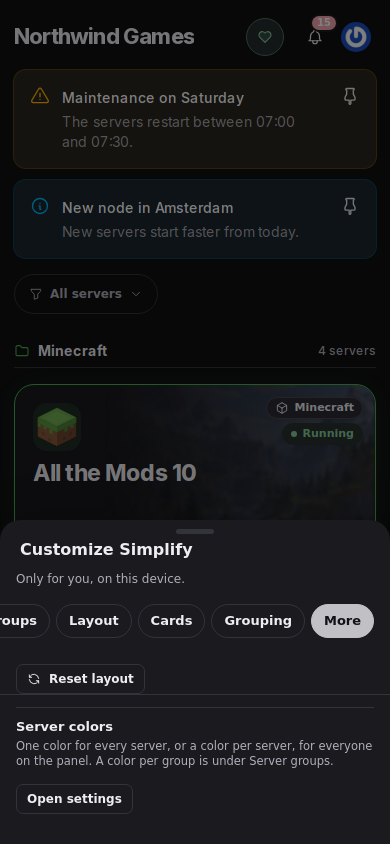 Northwind Games
15
Maintenance on Saturday
The servers restart between 07:00
and 07:30.
New node in Amsterdam
New servers start faster from today.
All servers
Minecraft
4 servers
Minecraft
Running
All the Mods 10
Customize Simplify
Only for you, on this device.
roups
Layout
Cards
Grouping
More
Reset layout
Server colors
One color for every server, or a color per server, for everyone
on the panel. A color per group is under Server groups.
Open settings